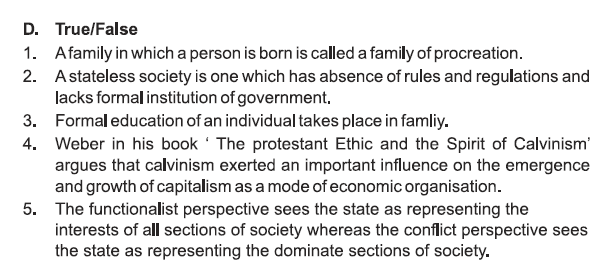 D. True/False
1. A family in which a person is born is called a family of procreation.
2. A stateless society is one which has absence of rules and regulations and
lacks formal institution of government.
3. Formal education of an individual takes place in famliy.
4. Weber in his book ‘ The protestant Ethic and the Spirit of Calvinism’
argues that calvinism exerted an important influence on the emergence
and growth of capitalism as a mode of economic organisation.
5. The functionalist perspective sees the state as representing the
interests of all sections of society whereas the conflict perspective sees
the state as representing the dominate sections of society.